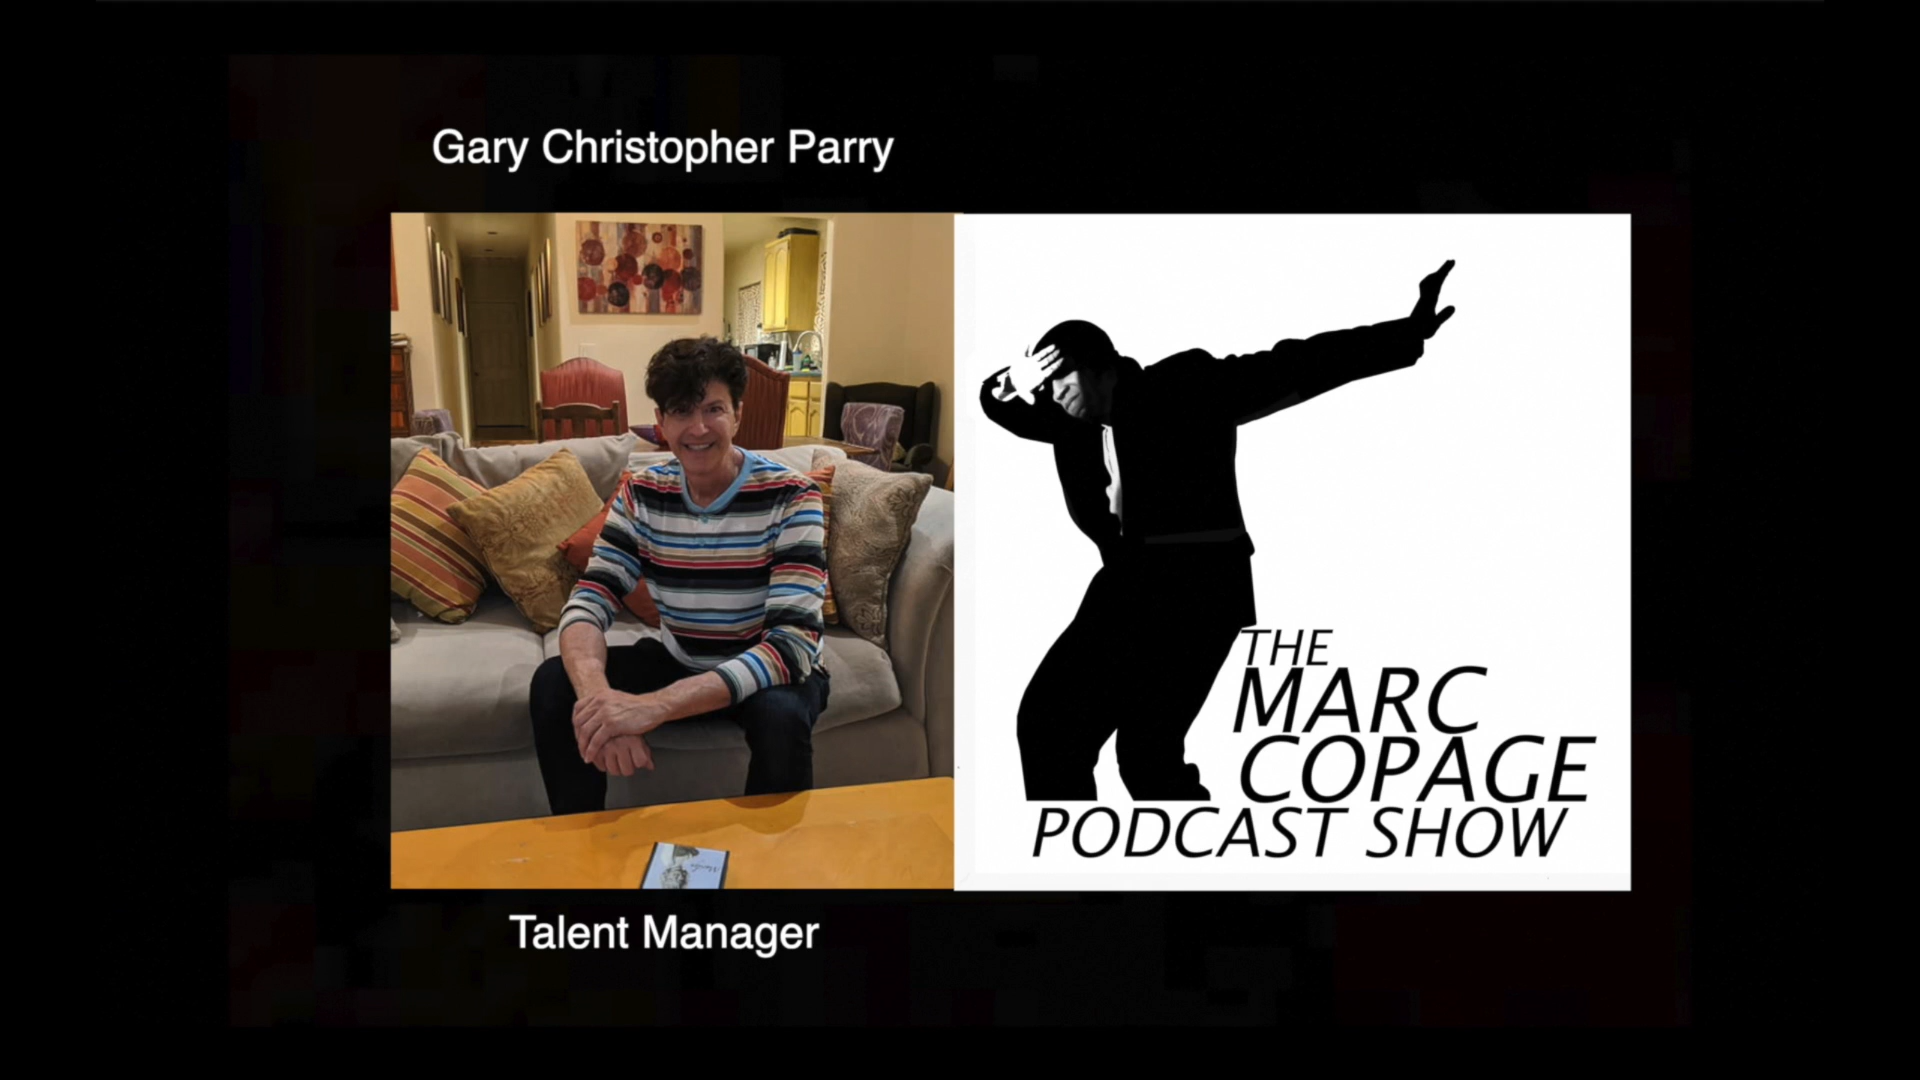 Gary Christopher Parry
THE
MARC
COPAGE
PODCAST SHOW
Talent Manager